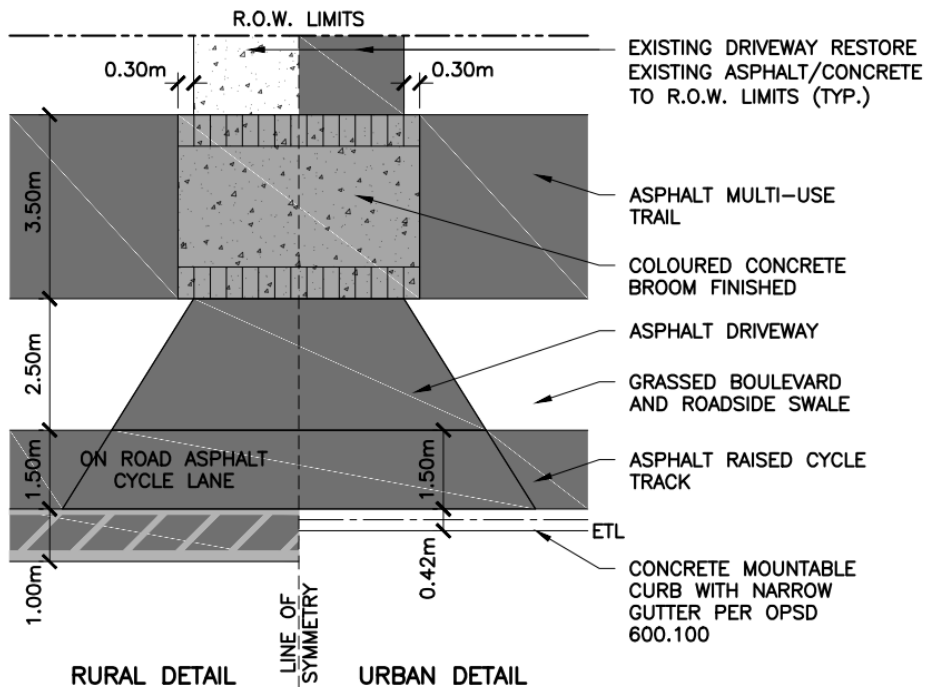 R.O.W. LIMITS
0.30m
0.30m
EXISTING DRIVEWAY RESTORE
EXISTING ASPHALT/CONCRETE
TO R.O.W. LIMITS (TYP.)
3.50m
ASPHALT MULTI-USE
TRAIL
COLOURED CONCRETE
BROOM FINISHED
2.50m
ASPHALT DRIVEWAY
GRASSED BOULEVARD
AND ROADSIDE SWALE
1.50m
ON ROAD ASPHALT
CYCLE LANE
1.50m
ASPHALT RAISED CYCLE
TRACK
1.00m
0.42m
ETL
CONCRETE MOUNTABLE
CURB WITH NARROW
GUTTER PER OPSD
600.100
LINE OF
SYMMETRY
RURAL DETAIL
URBAN DETAIL